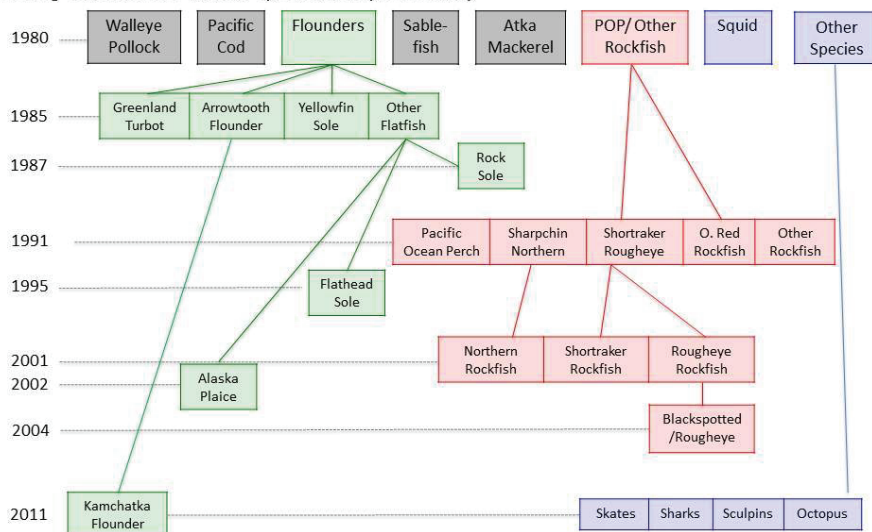 1980
Walleye
Pollock
Pacific
Cod
Flounders
Sable-
fish
Atka
Mackerel
POP/ Other
Rockfish
Squid
Other
Species
1985
Greenland
Turbot
Arrowtooth
Flounder
Yellowfin
Sole
Other
Flatfish
1987
Rock
Sole
1991
Pacific
Ocean Perch
Sharpchin
Northern
Shortraker
Rougheye
O. Red
Rockfish
Other
Rockfish
1995
Flathead
Sole
2001
Northern
Rockfish
Shortraker
Rockfish
Rougheye
Rockfish
2002
Alaska
Plaice
2004
Blackspotted
/Rougheye
2011
Kamchatka
Flounder
Skates
Sharks
Sculpins
Octopus